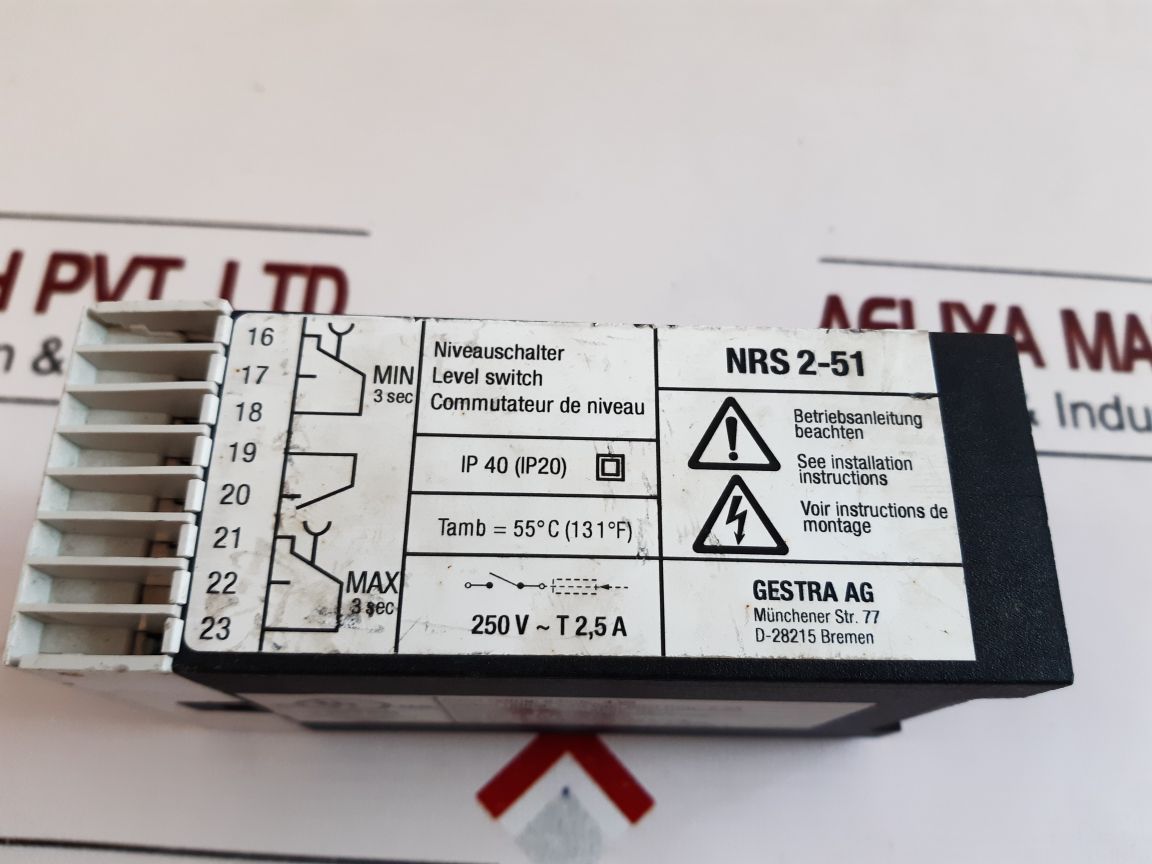 H PVT. LTD
n &
ASLIYA MA
& Indu
16
17
18
19
20
21
22
23
MIN
3 sec
MAX
3 sec
Niveauschalter
Level switch
Commutateur de niveau
IP 40 (IP20)
Tamb = 55°C (131°F)
250 V ~ T 2,5 A
NRS 2-51
Betriebsanleitung
beachten
See installation
instructions
Voir instructions de
montage
GESTRA AG
Münchener Str. 77
D-28215 Bremen